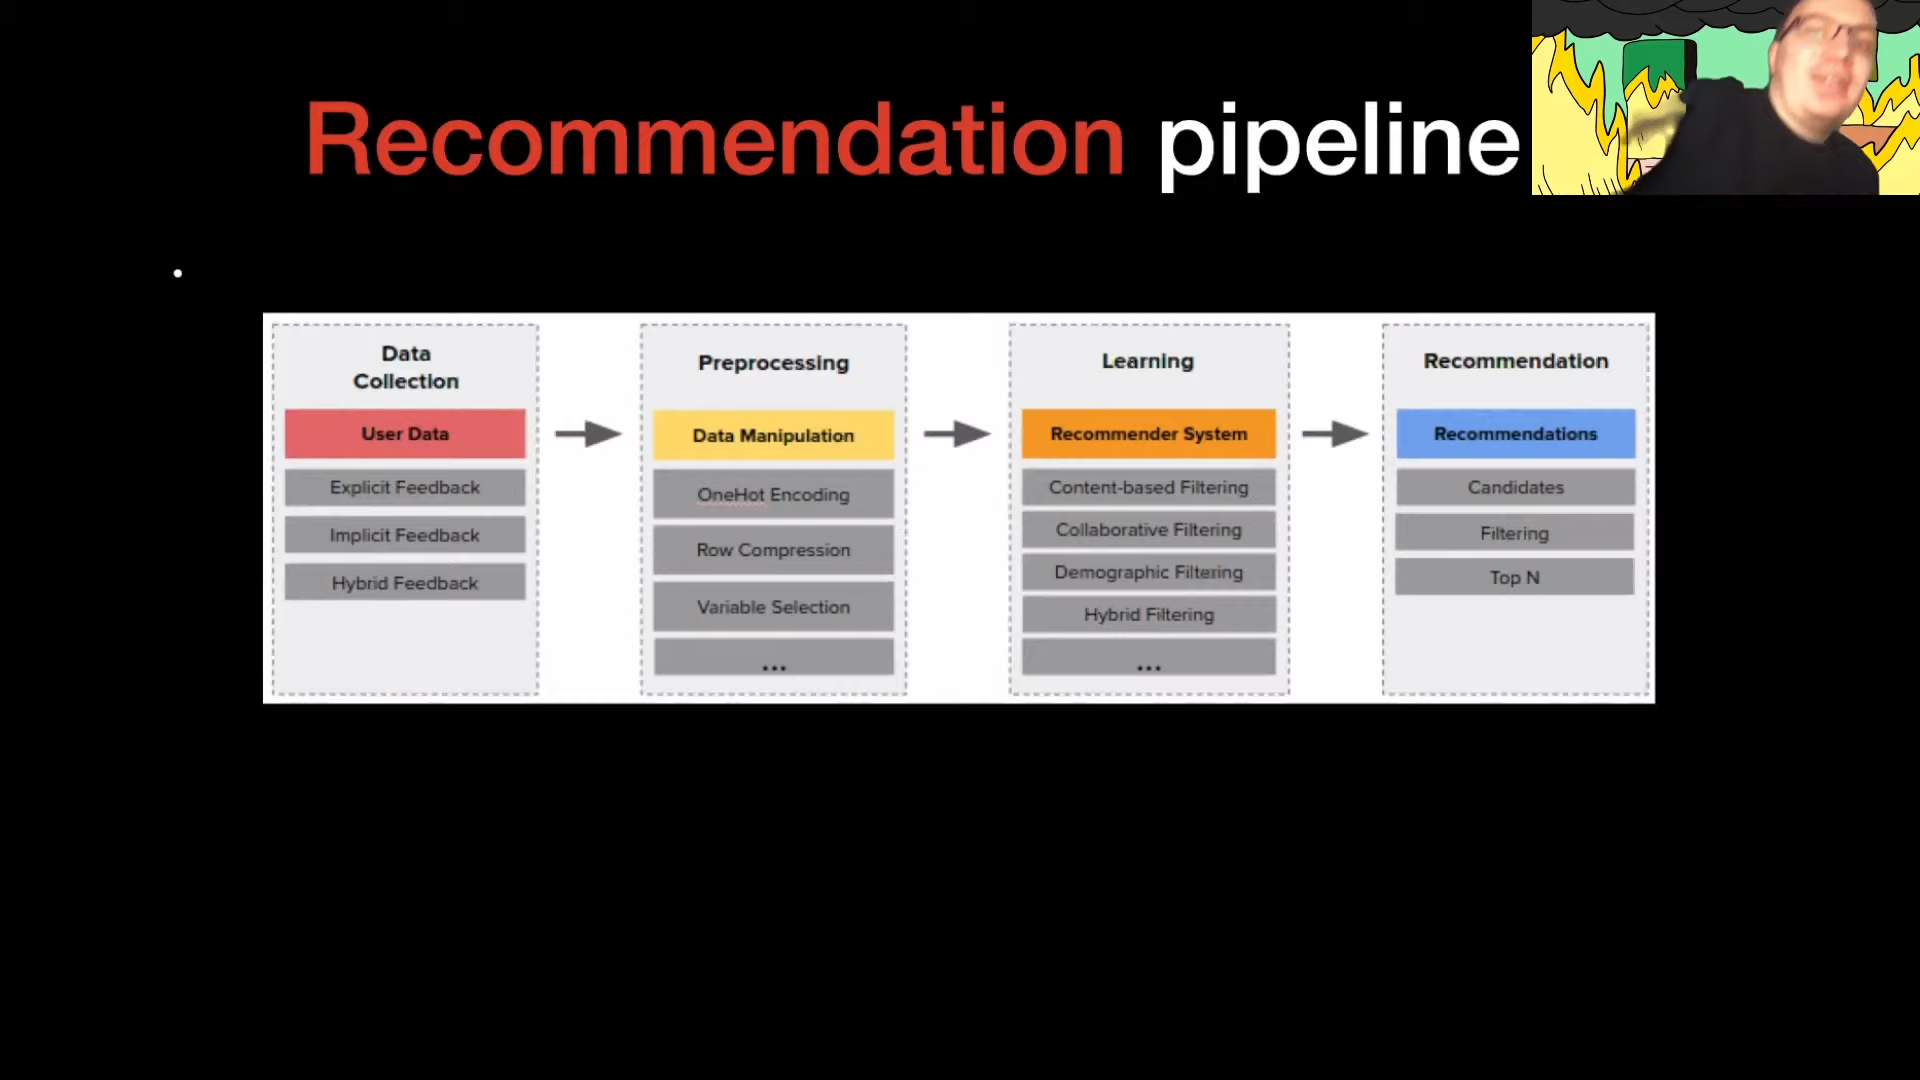 Recommendation pipeline
Data
Collection
User Data
Explicit Feedback
Implicit Feedback
Hybrid Feedback
Preprocessing
Data Manipulation
OneHot Encoding
Row Compression
Variable Selection
...
Learning
Recommender System
Content-based Filtering
Collaborative Filtering
Demographic Filtering
Hybrid Filtering
...
Recommendation
Recommendations
Candidates
Filtering
Top N